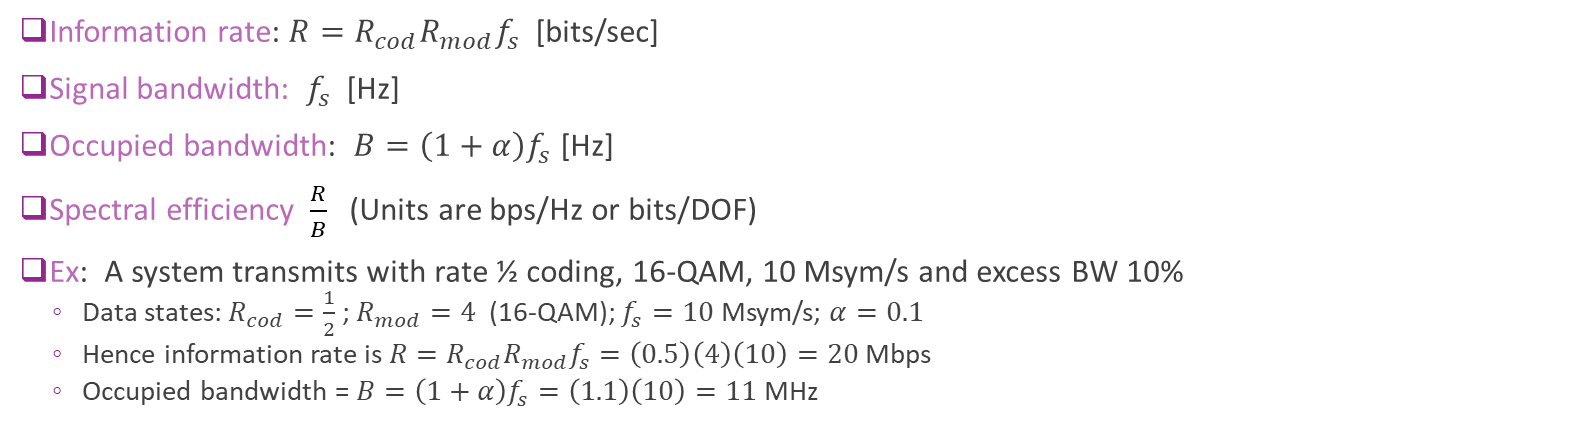 ❑Information rate: R = R_cod R_mod f_s [bits/sec]
❑Signal bandwidth: f_s [Hz]
❑Occupied bandwidth: B = (1 + α)f_s [Hz]
❑Spectral efficiency R/B (Units are bps/Hz or bits/DOF)
❑Ex: A system transmits with rate ½ coding, 16-QAM, 10 Msym/s and excess BW 10%
◦ Data states: R_cod = 1/2 ; R_mod = 4 (16-QAM); f_s = 10 Msym/s; α = 0.1
◦ Hence information rate is R = R_cod R_mod f_s = (0.5)(4)(10) = 20 Mbps
◦ Occupied bandwidth = B = (1 + α)f_s = (1.1)(10) = 11 MHz